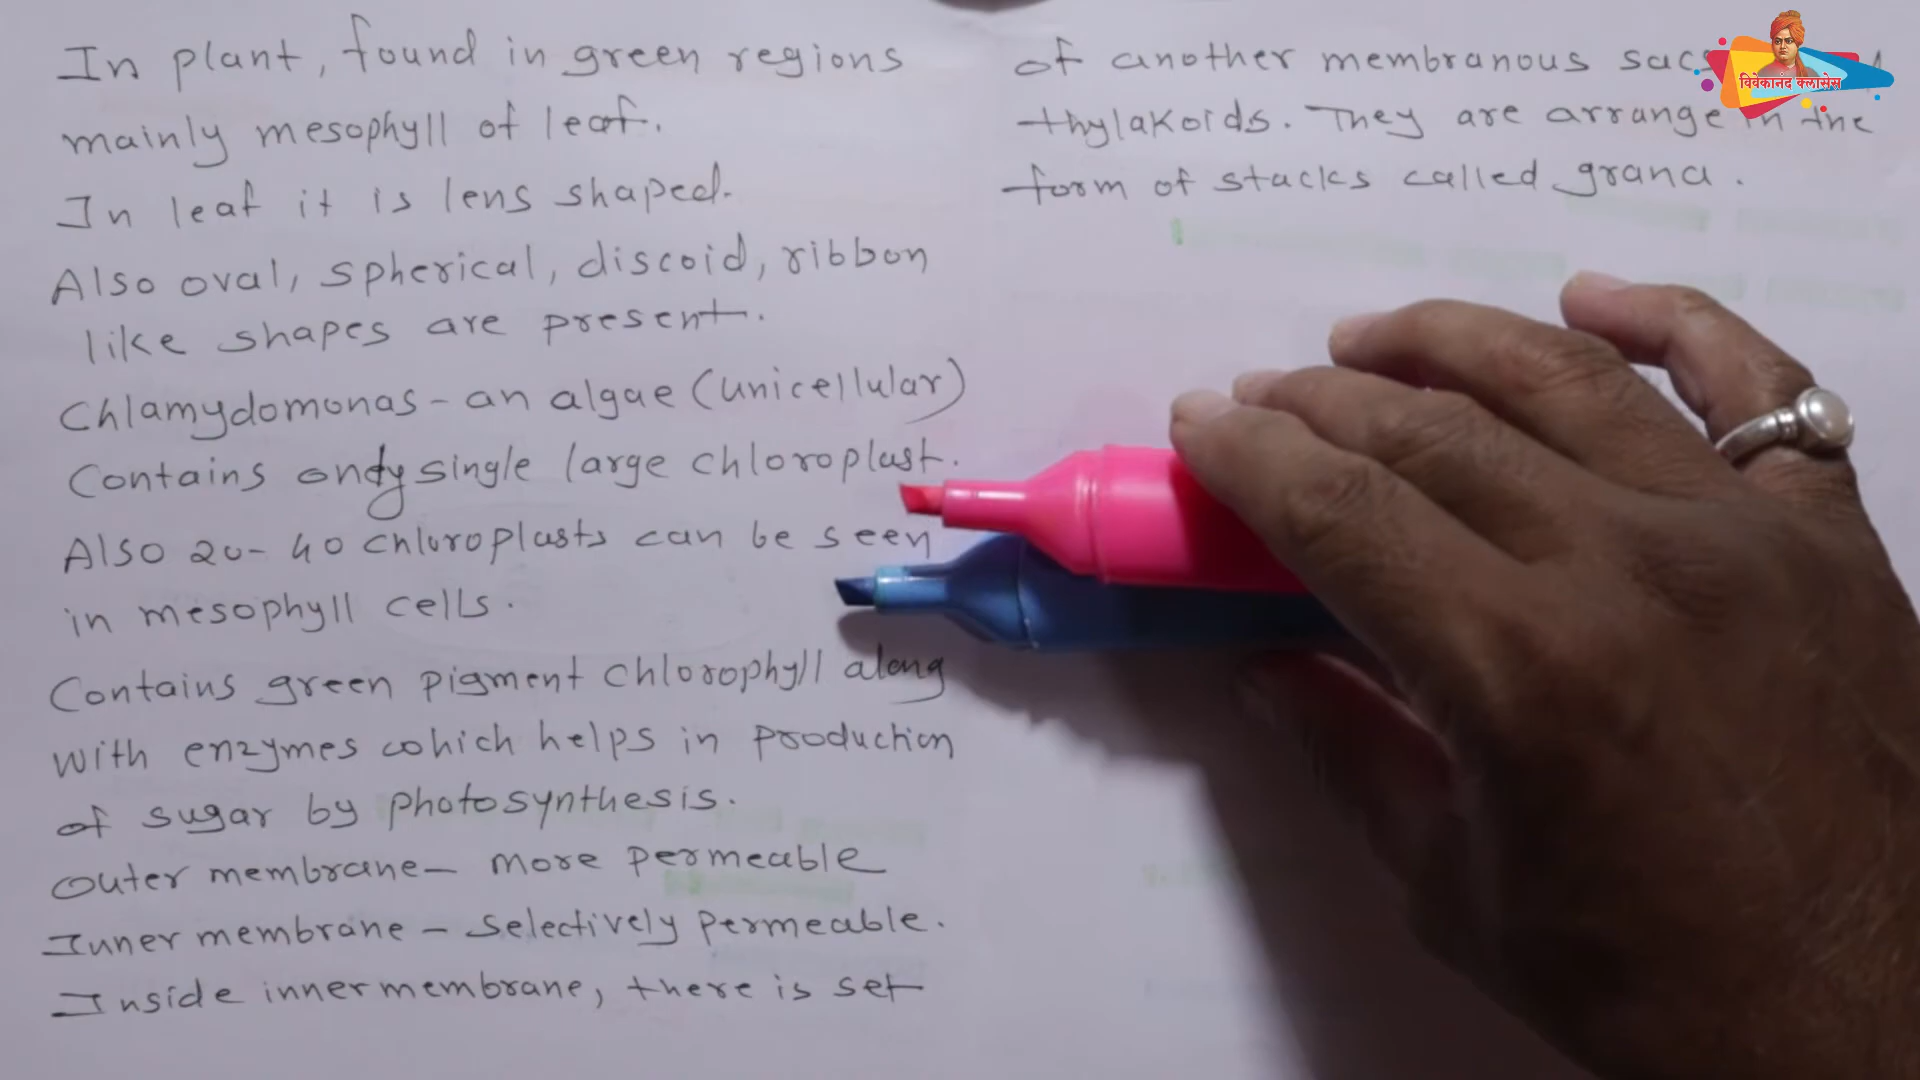 In plant, found in green regions
mainly mesophyll of leaf.
In leaf it is lens shaped.
Also oval, spherical, discoid, ribbon
like shapes are present.
Chlamydomonas - an algae (unicellular)
Contains only single large chloroplast.
Also 20-40 chloroplasts can be seen
in mesophyll cells.
Contains green pigment chlorophyll along
with enzymes which helps in production
of sugar by photosynthesis.
Outer membrane - more permeable
Inner membrane - selectively permeable.
Inside inner membrane, there is set
of another membranous sacs
thylakoids. They are arrange in the
form of stacks called grana.
विवेकानंद क्लासेस